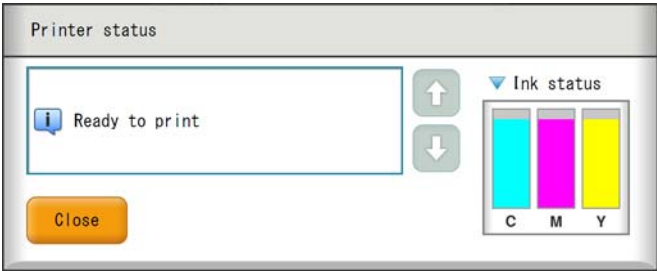 Printer status
Ready to print
Ink status
C M Y
Close